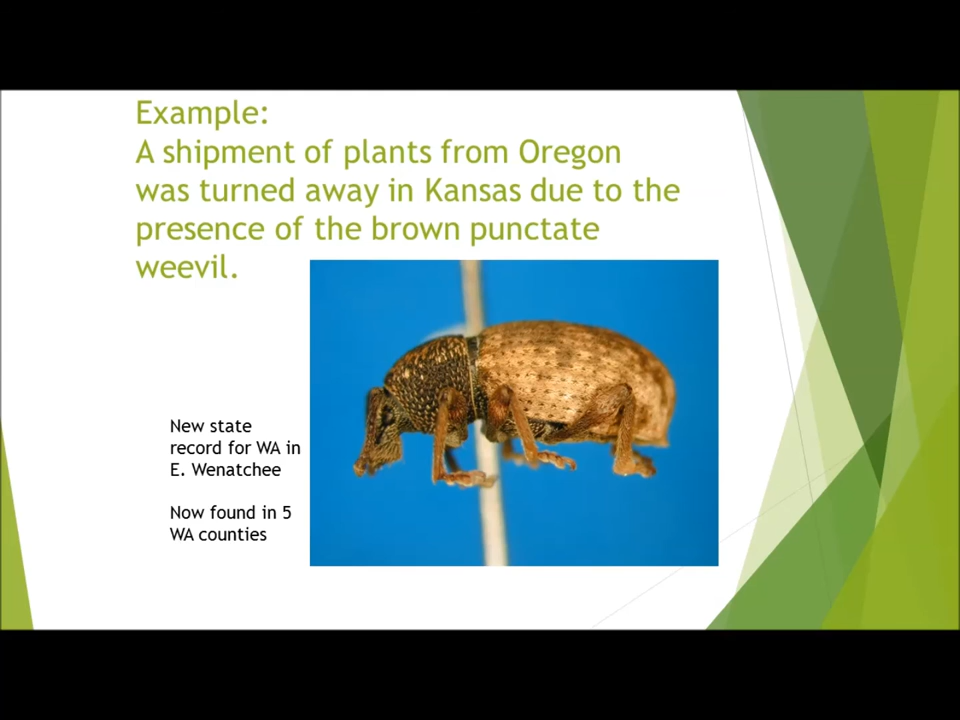 Example:
A shipment of plants from Oregon
was turned away in Kansas due to the
presence of the brown punctate
weevil.
New state
record for WA in
E. Wenatchee
Now found in 5
WA counties